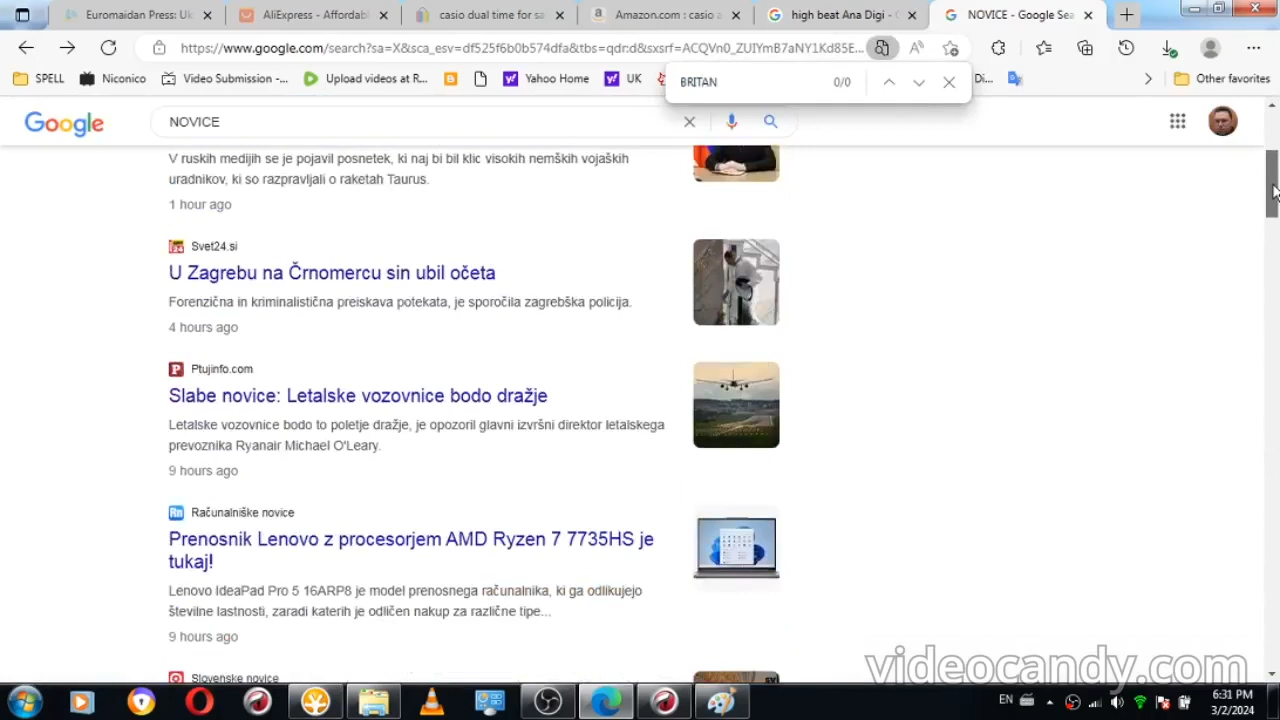 Euromaidan Press: Uk
AliExpress - Affordabl
casio dual time for sa
Amazon.com : casio a
high beat Ana Digi - G
NOVICE - Google Sea
https://www.google.com/search?sa=X&sca_esv=df525f6b0b574dfa&tbs=qdr:d&sxsrf=ACQVn0_ZUIYmB7aNY1Kd85E...
SPELL
Niconico
Video Submission -...
Upload videos at R...
Yahoo Home
UK
Di...
Other favorites
BRITAN
0/0
Google
NOVICE
V ruskih medijih se je pojavil posnetek, ki naj bi bil klic visokih nemških vojaških
uradnikov, ki so razpravljali o raketah Taurus.
1 hour ago
Svet24.si
U Zagrebu na Črnomercu sin ubil očeta
Forenzična in kriminalistična preiskava potekata, je sporočila zagrebška policija.
4 hours ago
Ptujinfo.com
Slabe novice: Letalske vozovnice bodo dražje
Letalske vozovnice bodo to poletje dražje, je opozoril glavni izvršni direktor letalskega
prevoznika Ryanair Michael O'Leary.
9 hours ago
Rn Računalniške novice
Prenosnik Lenovo z procesorjem AMD Ryzen 7 7735HS je
tukaj!
Lenovo IdeaPad Pro 5 16ARP8 je model prenosnega računalnika, ki ga odlikujejo
številne lastnosti, zaradi katerih je odličen nakup za različne tipe...
9 hours ago
Slovenske novice
videocandy.com
EN
6:31 PM
3/2/2024